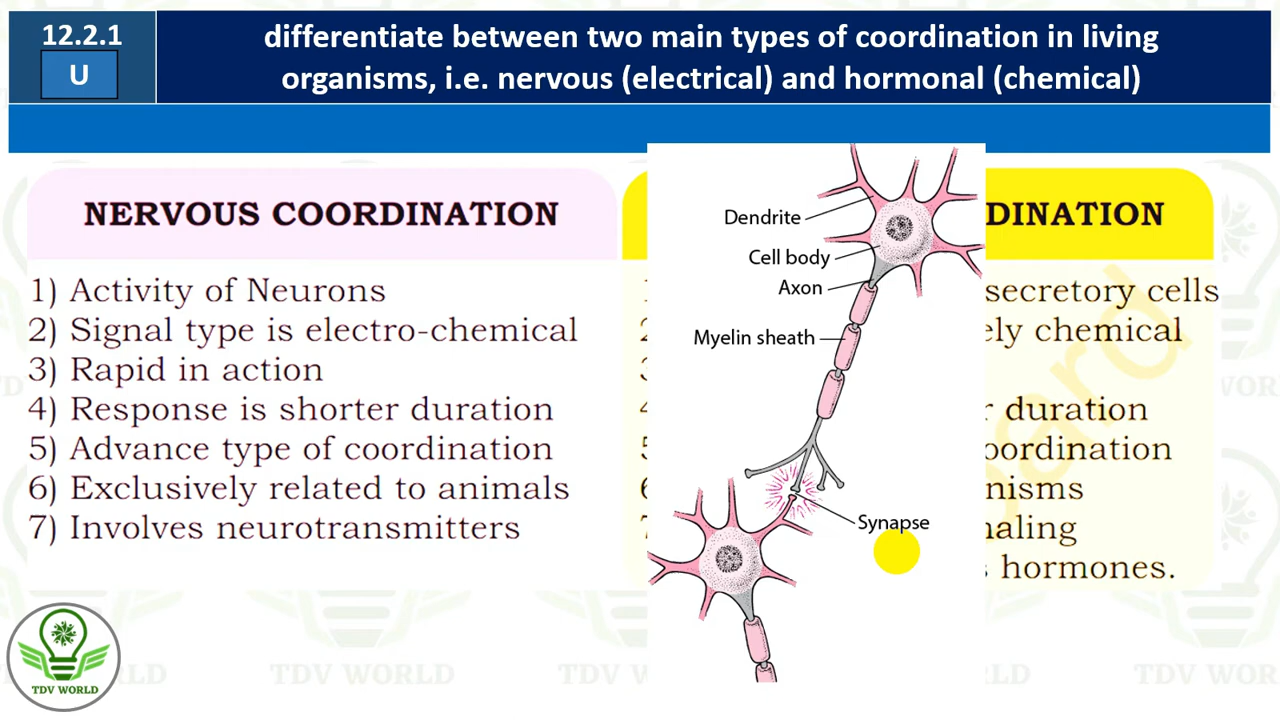 12.2.1
U
differentiate between two main types of coordination in living
organisms, i.e. nervous (electrical) and hormonal (chemical)
NERVOUS COORDINATION
1) Activity of Neurons
2) Signal type is electro-chemical
3) Rapid in action
4) Response is shorter duration
5) Advance type of coordination
6) Exclusively related to animals
7) Involves neurotransmitters
Dendrite
Cell body
Axon
Myelin sheath
Synapse
DINATION
secretory cells
chemical
duration
hormones.
TDV WORLD
TDV WORLD